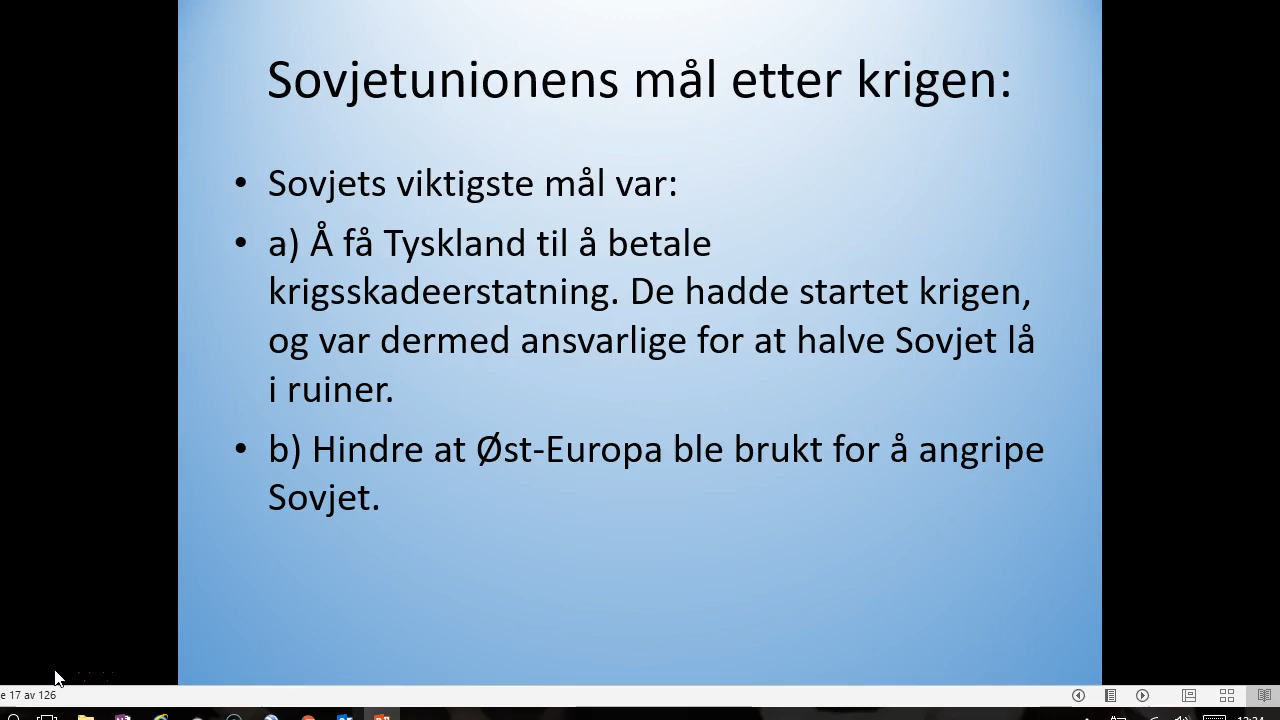 Sovjetunionens mål etter krigen:
• Sovjets viktigste mål var:
• a) Å få Tyskland til å betale
krigsskadeerstatning. De hadde startet krigen,
og var dermed ansvarlige for at halve Sovjet lå
i ruiner.
• b) Hindre at Øst-Europa ble brukt for å angripe
Sovjet.
e 17 av 126